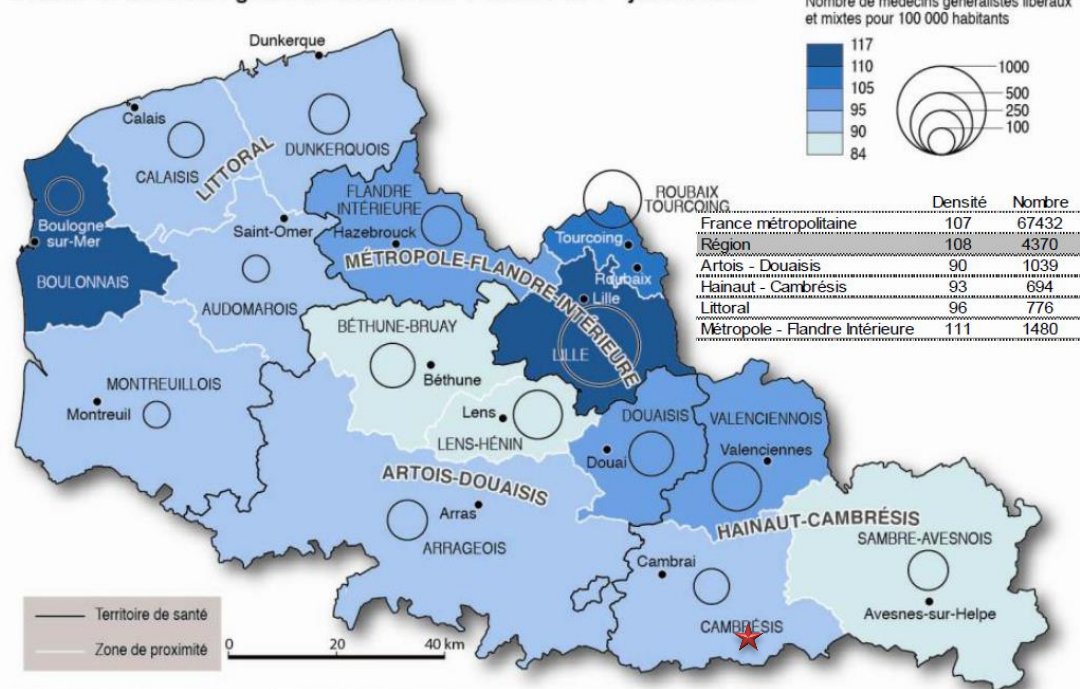 Nombre de médecins généralistes libéraux
et mixtes pour 100 000 habitants
117
110
105
95
90
84
1000
500
250
100
Dunkerque
Calais
DUNKERQUOIS
CALAISIS
LITTORAL
FLANDRE
INTÉRIEURE
ROUBAIX
TOURCOING
Boulogne
sur-Mer
Saint-Omer
Hazebrouck
Tourcoing
Roubaix
MÉTROPOLE-FLANDRE-INTÉRIEURE
BOULONNAIS
AUDOMAROIS
Lille
LILLE
Densité Nombre
France métropolitaine 107 67432
Région 108 4370
Artois - Douaisis 90 1039
Hainaut - Cambrésis 93 694
Littoral 96 776
Métropole - Flandre Intérieure 111 1480
BÉTHUNE-BRUAY
Béthune
MONTREUILLOIS
Montreuil
Lens
LENS-HÉNIN
DOUAISIS
VALENCIENNOIS
Douai
Valenciennes
ARTOIS-DOUAISIS
Arras
ARRAGEOIS
HAINAUT-CAMBRÉSIS
SAMBRE-AVESNOIS
Cambrai
Avesnes-sur-Helpe
CAMBRÉSIS
Territoire de santé
Zone de proximité
0 20 40 km